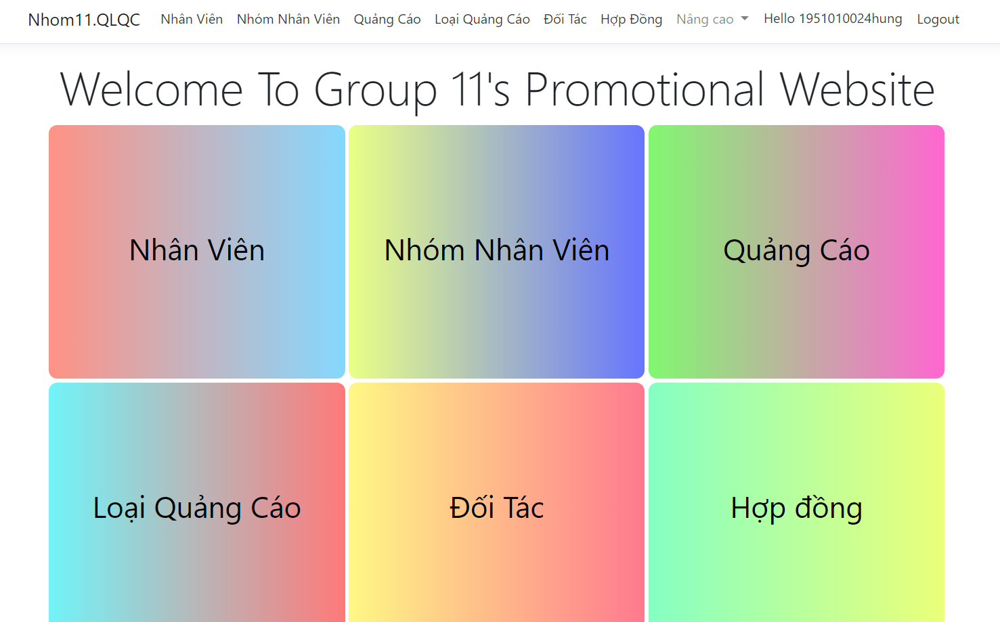 Nhom11.QLQC Nhân Viên Nhóm Nhân Viên Quảng Cáo Loại Quảng Cáo Đối Tác Hợp Đồng Nâng cao Hello 1951010024hung Logout
Welcome To Group 11's Promotional Website
Nhân Viên Nhóm Nhân Viên Quảng Cáo
Loại Quảng Cáo Đối Tác Hợp đồng